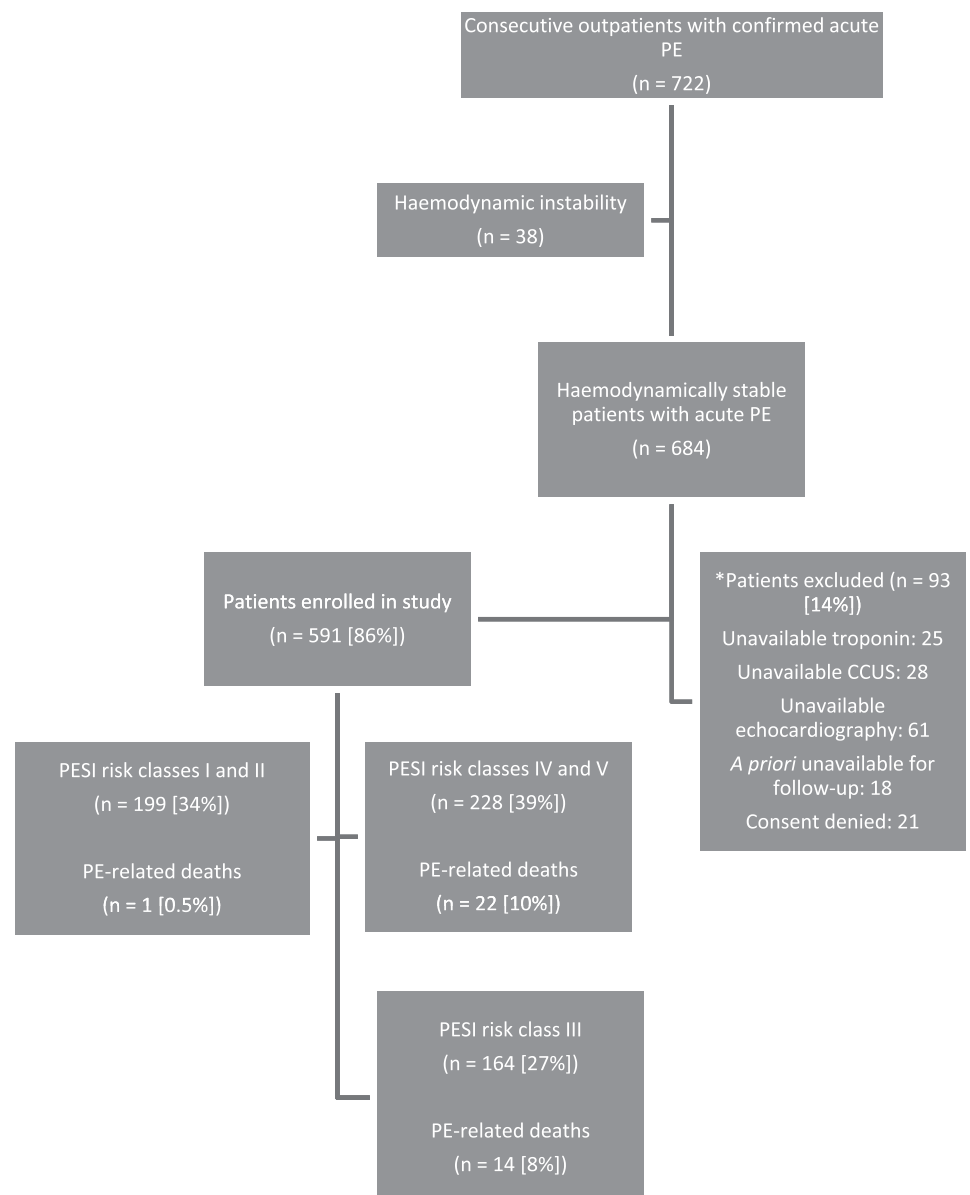 Consecutive outpatients with confirmed acute
PE
(n = 722)
Haemodynamic instability
(n = 38)
Haemodynamically stable
patients with acute PE
(n = 684)
Patients enrolled in study
(n = 591 [86%])
*Patients excluded (n = 93
[14%])
Unavailable troponin: 25
Unavailable CCUS: 28
Unavailable
echocardiography: 61
A priori unavailable for
follow-up: 18
Consent denied: 21
PESI risk classes I and II
(n = 199 [34%])
PE-related deaths
(n = 1 [0.5%])
PESI risk classes IV and V
(n = 228 [39%])
PE-related deaths
(n = 22 [10%])
PESI risk class III
(n = 164 [27%])
PE-related deaths
(n = 14 [8%])